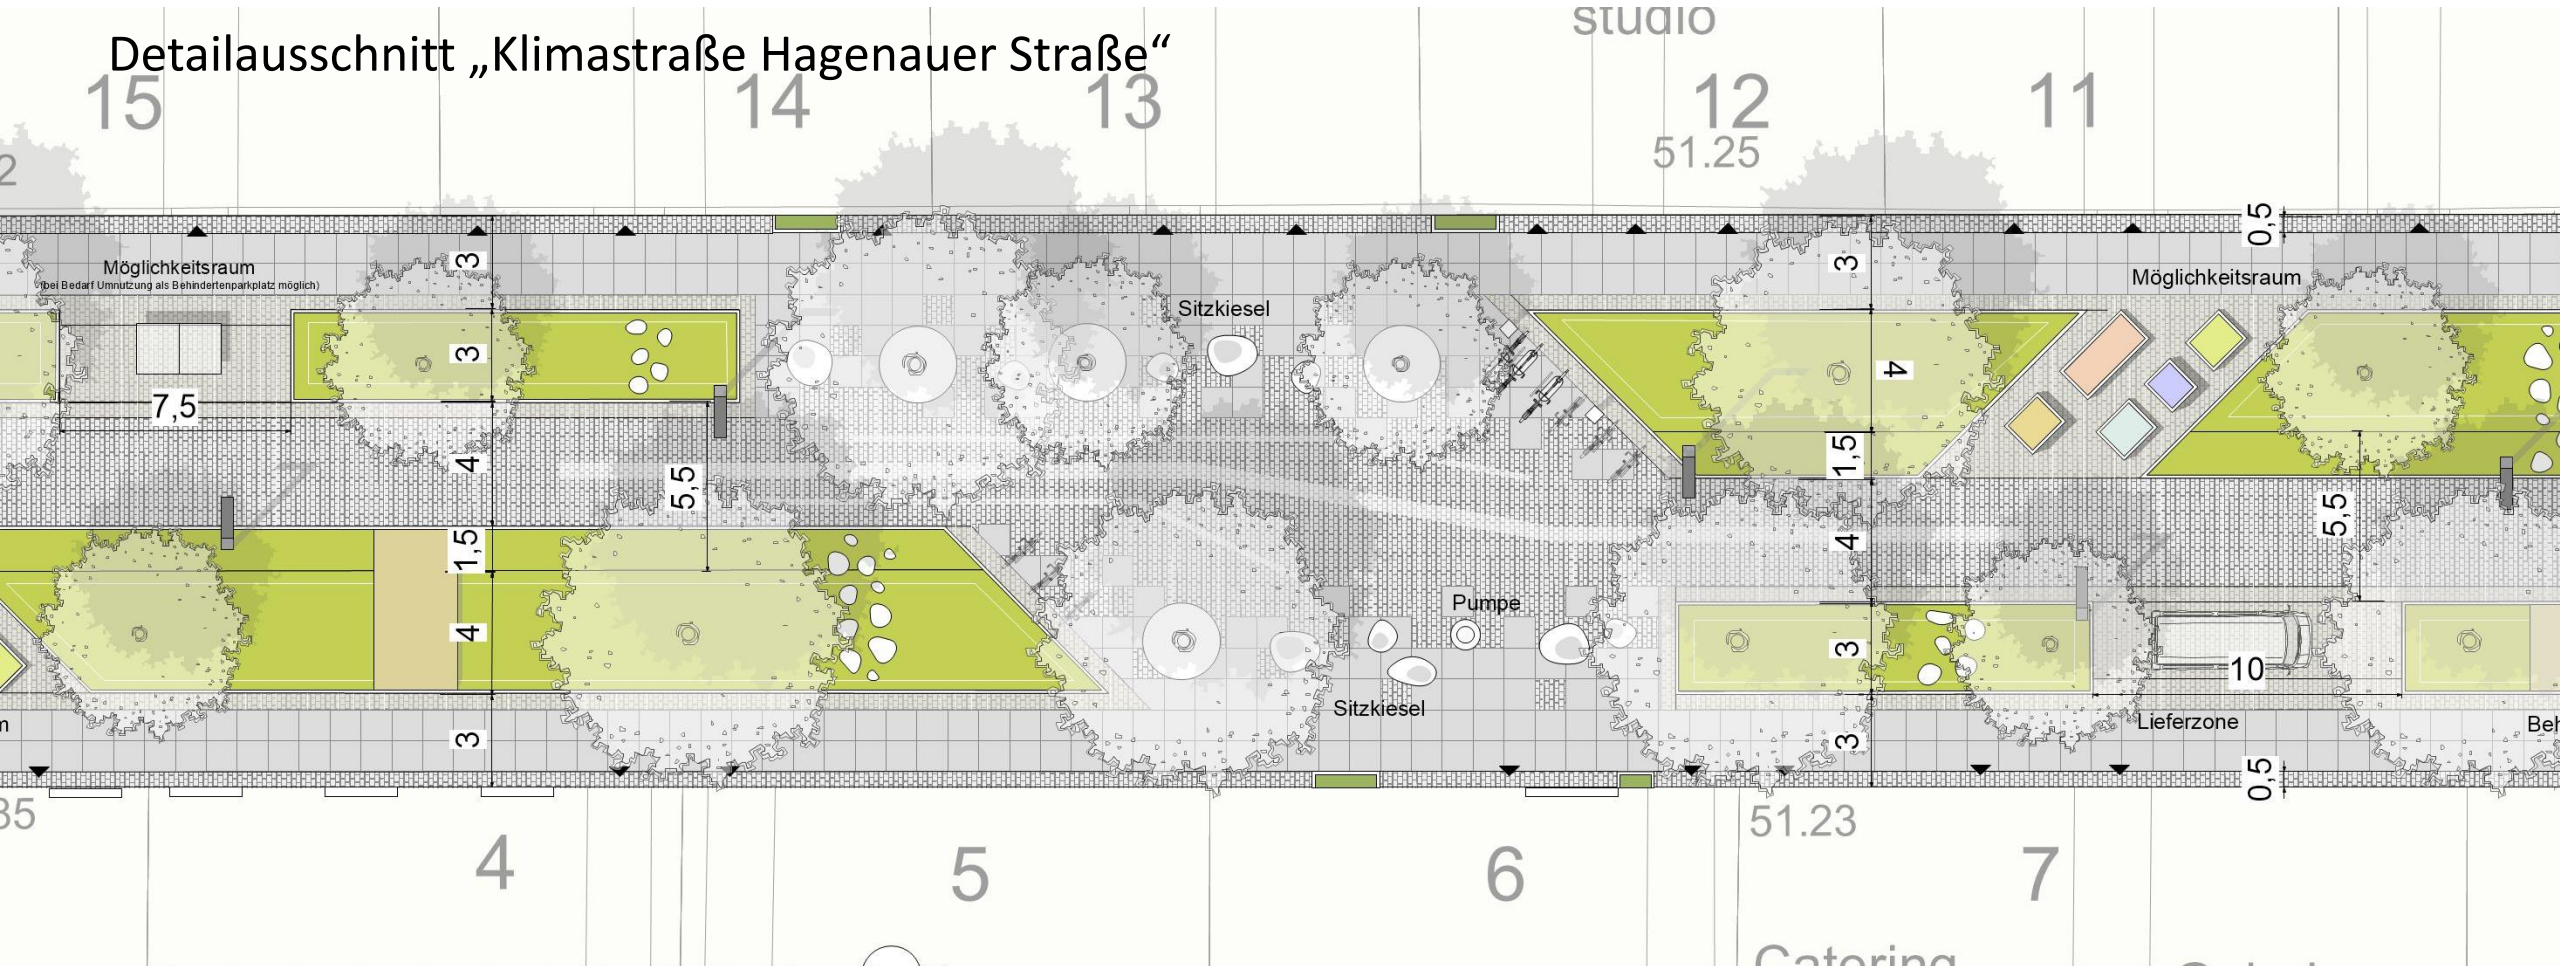 studio
Detailausschnitt „Klimastraße Hagenauer Straße“
15
14
13
12
11
51.25
2
0,5
3
3
Möglichkeitsraum
(bei Bedarf Umnutzung als Behindertenparkplatz möglich)
Möglichkeitsraum
Sitzkiesel
3
4
7,5
4
5,5
1,5
5,5
1,5
4
4
Pumpe
3
10
Sitzkiesel
3
3
Lieferzone
Beh
m
0,5
35
51.23
4
5
6
7
Catering